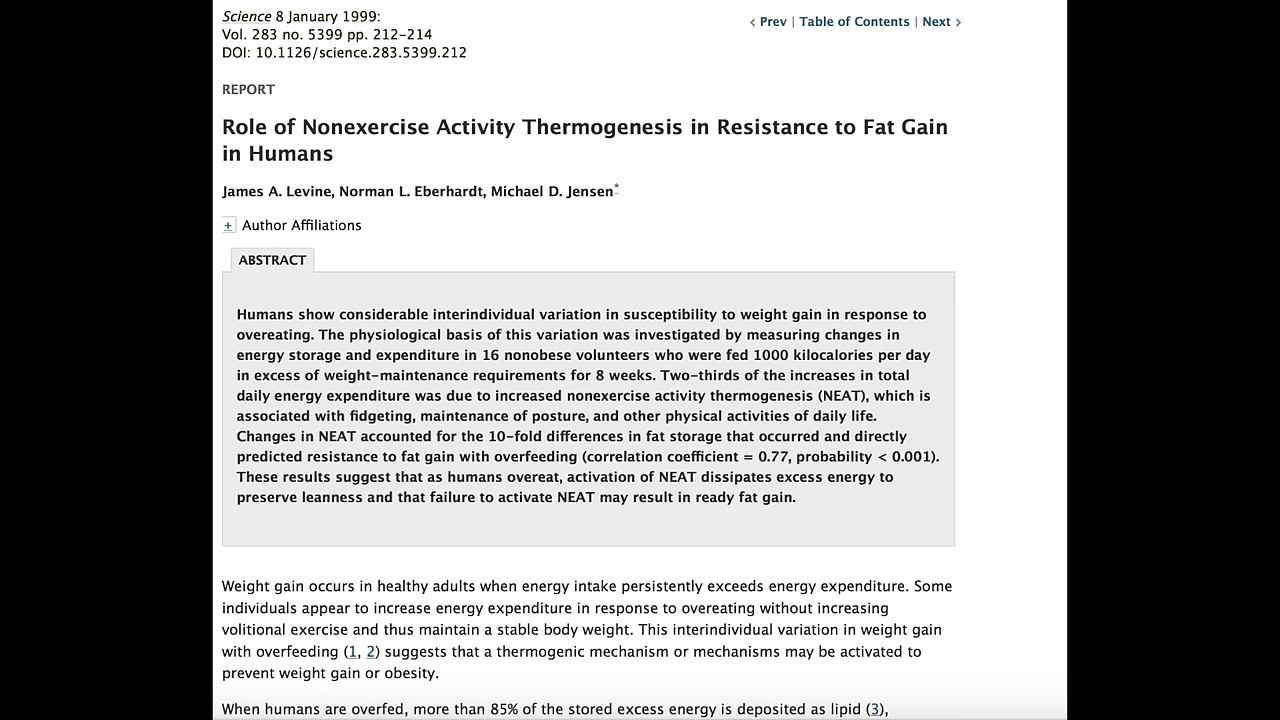 Science 8 January 1999:
Vol. 283 no. 5399 pp. 212–214
DOI: 10.1126/science.283.5399.212
‹ Prev | Table of Contents | Next ›
REPORT
Role of Nonexercise Activity Thermogenesis in Resistance to Fat Gain
in Humans
James A. Levine, Norman L. Eberhardt, Michael D. Jensen*
+ Author Affiliations
ABSTRACT
Humans show considerable interindividual variation in susceptibility to weight gain in response to
overeating. The physiological basis of this variation was investigated by measuring changes in
energy storage and expenditure in 16 nonobese volunteers who were fed 1000 kilocalories per day
in excess of weight-maintenance requirements for 8 weeks. Two-thirds of the increases in total
daily energy expenditure was due to increased nonexercise activity thermogenesis (NEAT), which is
associated with fidgeting, maintenance of posture, and other physical activities of daily life.
Changes in NEAT accounted for the 10-fold differences in fat storage that occurred and directly
predicted resistance to fat gain with overfeeding (correlation coefficient = 0.77, probability < 0.001).
These results suggest that as humans overeat, activation of NEAT dissipates excess energy to
preserve leanness and that failure to activate NEAT may result in ready fat gain.
Weight gain occurs in healthy adults when energy intake persistently exceeds energy expenditure. Some
individuals appear to increase energy expenditure in response to overeating without increasing
volitional exercise and thus maintain a stable body weight. This interindividual variation in weight gain
with overfeeding (1, 2) suggests that a thermogenic mechanism or mechanisms may be activated to
prevent weight gain or obesity.
When humans are overfed, more than 85% of the stored excess energy is deposited as lipid (3),